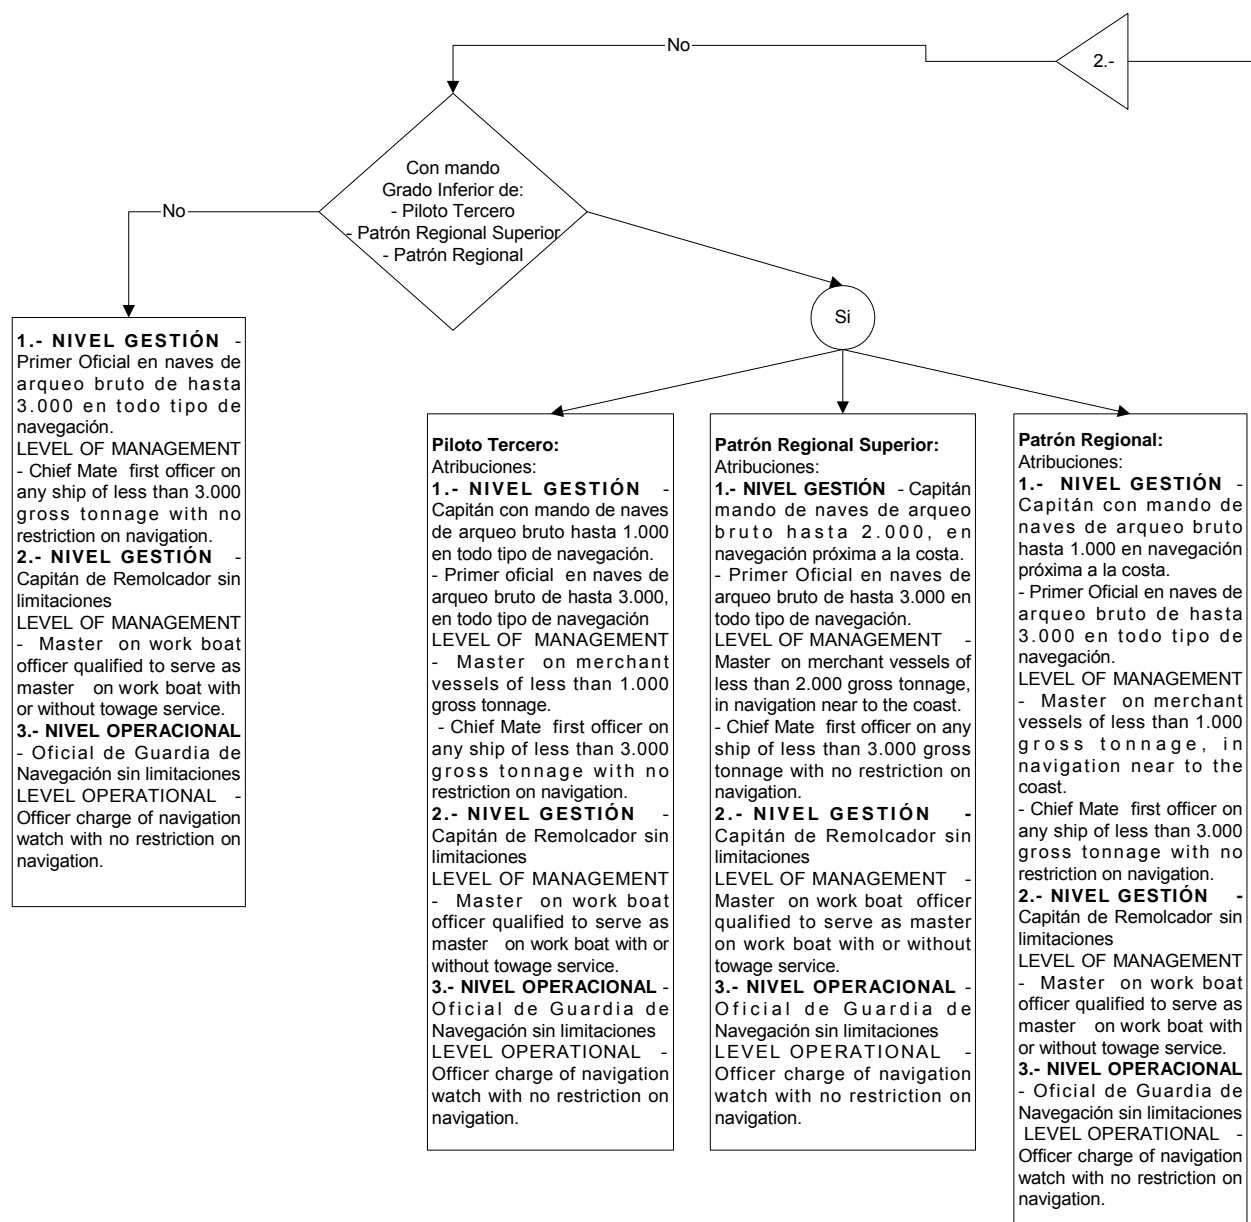 No
2.-
Con mando
Grado Inferior de:
- Piloto Tercero
- Patrón Regional Superior
- Patrón Regional
No
Si
1.- NIVEL GESTIÓN -
Primer Oficial en naves de
arqueo bruto de hasta
3.000 en todo tipo de
navegación.
LEVEL OF MANAGEMENT
- Chief Mate first officer on
any ship of less than 3.000
gross tonnage with no
restriction on navigation.
2.- NIVEL GESTIÓN -
Capitán de Remolcador sin
limitaciones
LEVEL OF MANAGEMENT
- Master on work boat
officer qualified to serve as
master on work boat with
or without towage service.
3.- NIVEL OPERACIONAL
- Oficial de Guardia de
Navegación sin limitaciones
LEVEL OPERATIONAL -
Officer charge of navigation
watch with no restriction on
navigation.
Piloto Tercero:
Atribuciones:
1.- NIVEL GESTIÓN -
Capitán con mando de naves
de arqueo bruto hasta 1.000
en todo tipo de navegación.
- Primer oficial en naves de
arqueo bruto de hasta 3.000,
en todo tipo de navegación
LEVEL OF MANAGEMENT
- Master on merchant
vessels of less than 1.000
gross tonnage.
- Chief Mate first officer on
any ship of less than 3.000
gross tonnage with no
restriction on navigation.
2.- NIVEL GESTIÓN -
Capitán de Remolcador sin
limitaciones
LEVEL OF MANAGEMENT
- Master on work boat
officer qualified to serve as
master on work boat with or
without towage service.
3.- NIVEL OPERACIONAL -
Oficial de Guardia de
Navegación sin limitaciones
LEVEL OPERATIONAL -
Officer charge of navigation
watch with no restriction on
navigation.
Patrón Regional Superior:
Atribuciones:
1.- NIVEL GESTIÓN - Capitán
mando de naves de arqueo
bruto hasta 2.000, en
navegación próxima a la costa.
- Primer Oficial en naves de
arqueo bruto de hasta 3.000 en
todo tipo de navegación.
LEVEL OF MANAGEMENT -
Master on merchant vessels of
less than 2.000 gross tonnage,
in navigation near to the coast.
- Chief Mate first officer on any
ship of less than 3.000 gross
tonnage with no restriction on
navigation.
2.- NIVEL GESTIÓN -
Capitán de Remolcador sin
limitaciones
LEVEL OF MANAGEMENT -
Master on work boat officer
qualified to serve as master
on work boat with or without
towage service.
3.- NIVEL OPERACIONAL -
Oficial de Guardia de
Navegación sin limitaciones
LEVEL OPERATIONAL -
Officer charge of navigation
watch with no restriction on
navigation.
Patrón Regional:
Atribuciones:
1.- NIVEL GESTIÓN -
Capitán con mando de
naves de arqueo bruto
hasta 1.000 en navegación
próxima a la costa.
- Primer Oficial en naves de
arqueo bruto de hasta
3.000 en todo tipo de
navegación.
LEVEL OF MANAGEMENT
- Master on merchant
vessels of less than 1.000
gross tonnage, in
navigation near to the
coast.
- Chief Mate first officer on
any ship of less than 3.000
gross tonnage with no
restriction on navigation.
2.- NIVEL GESTIÓN -
Capitán de Remolcador sin
limitaciones
LEVEL OF MANAGEMENT
- Master on work boat
officer qualified to serve as
master on work boat with
or without towage service.
3.- NIVEL OPERACIONAL
- Oficial de Guardia de
Navegación sin limitaciones
LEVEL OPERATIONAL -
Officer charge of navigation
watch with no restriction on
navigation.